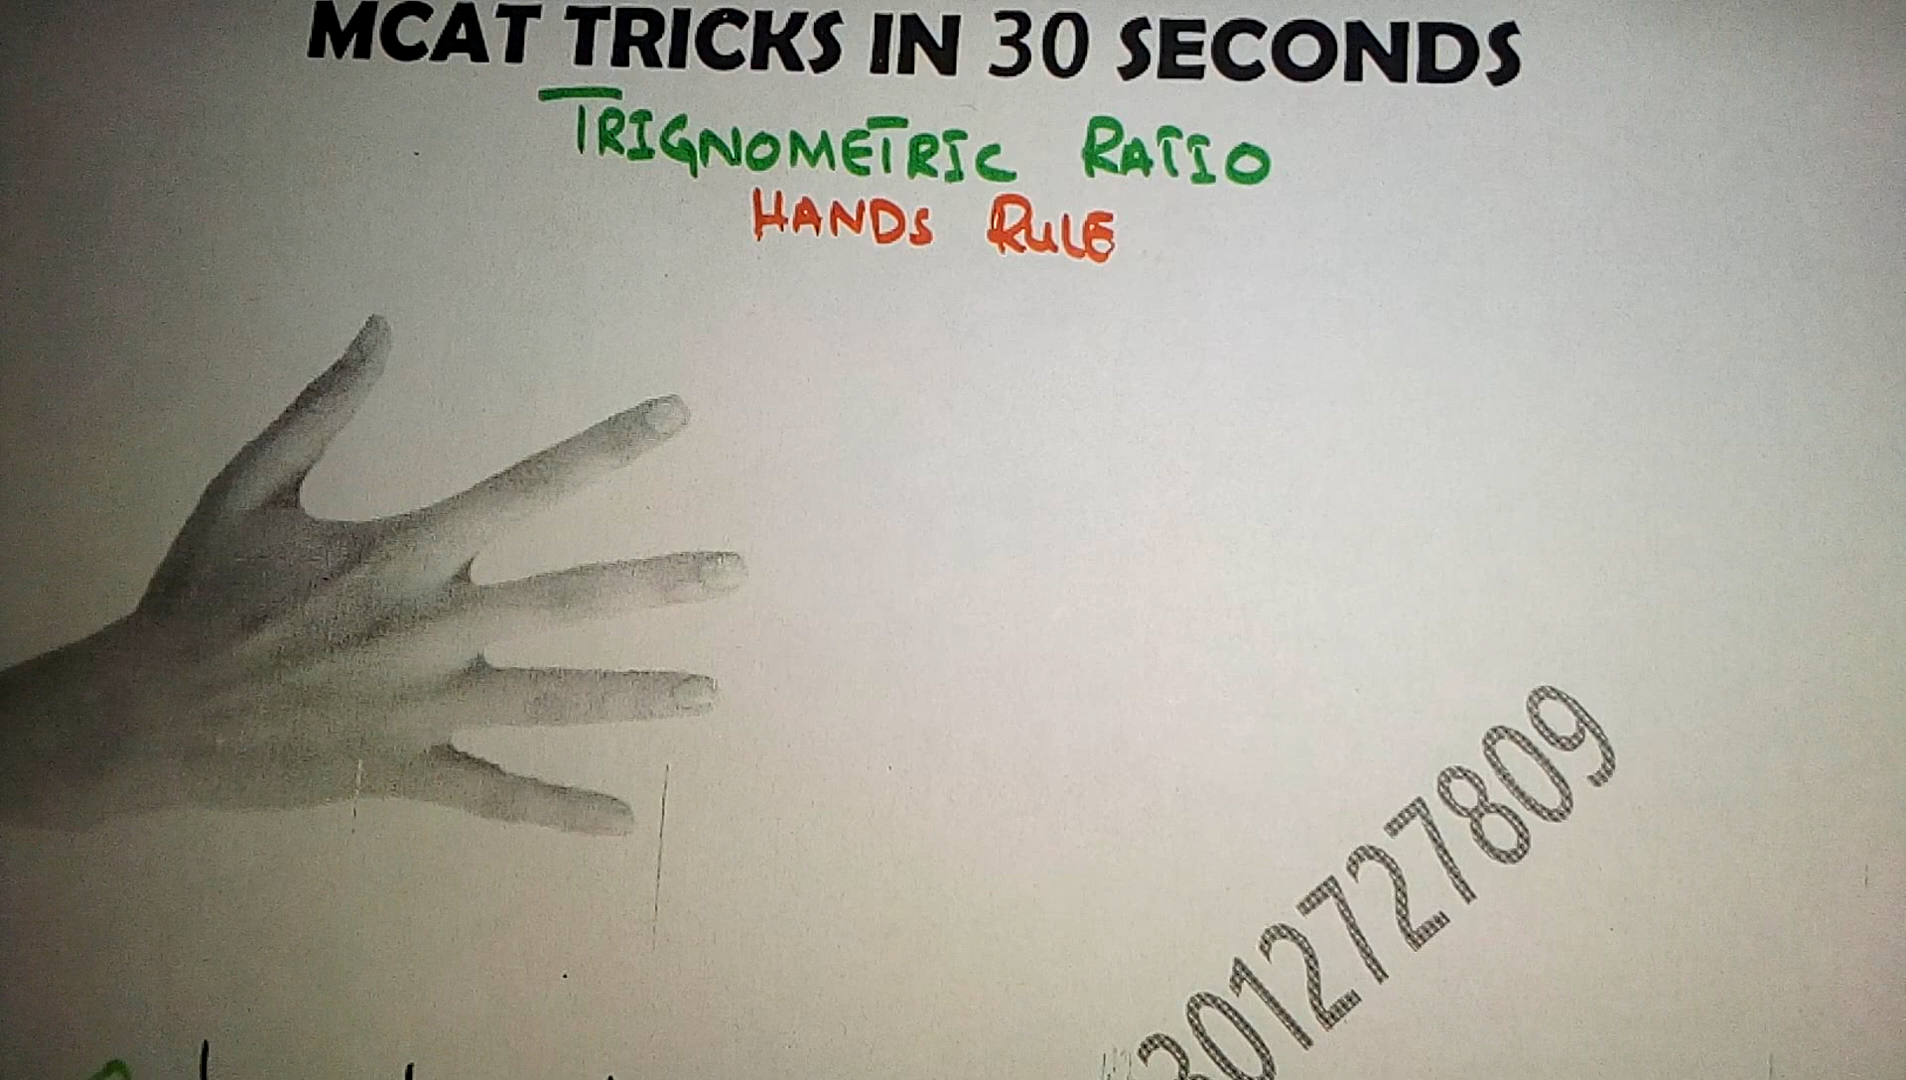 MCAT TRICKS IN 30 SECONDS
TRIGNOMETRIC RATIO
HANDS RULE
3012727809